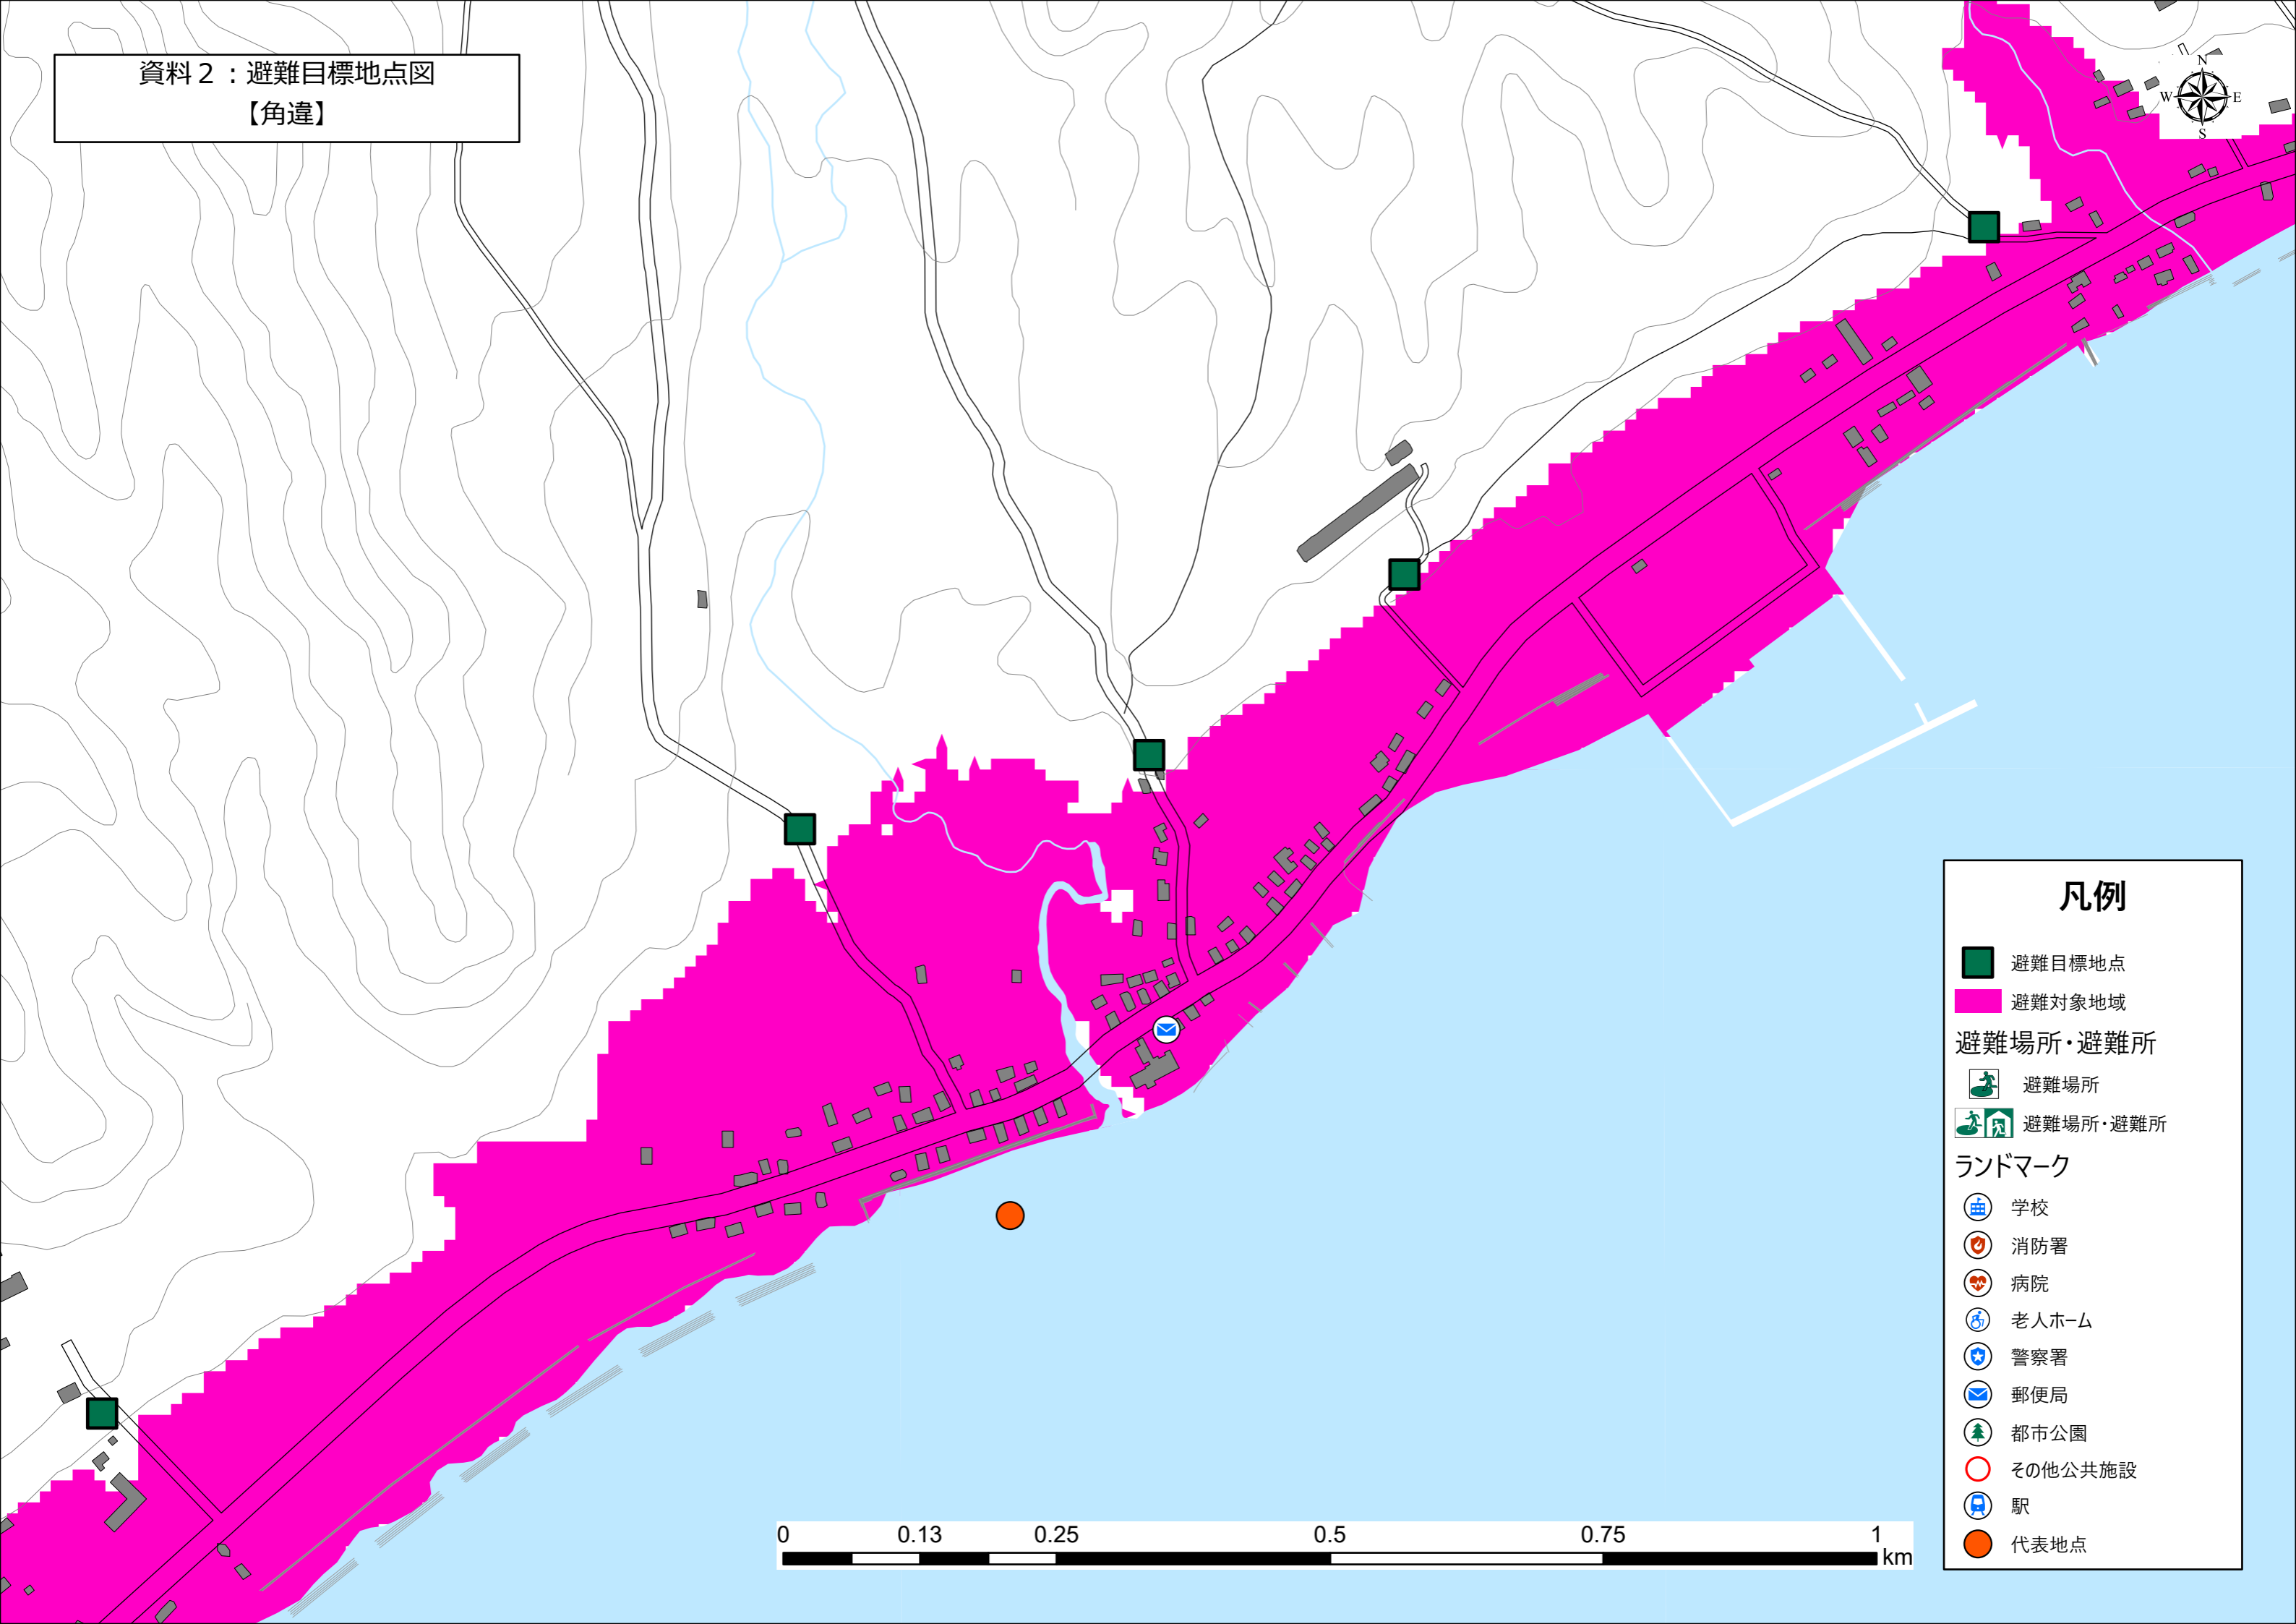 資料２：避難目標地点図
【角違】
N
W
E
S
凡例
避難目標地点
避難対象地域
避難場所・避難所
避難場所
避難場所・避難所
ランドマーク
学校
消防署
病院
老人ホーム
警察署
郵便局
都市公園
その他公共施設
駅
代表地点
0 0.13 0.25 0.5 0.75 1
km